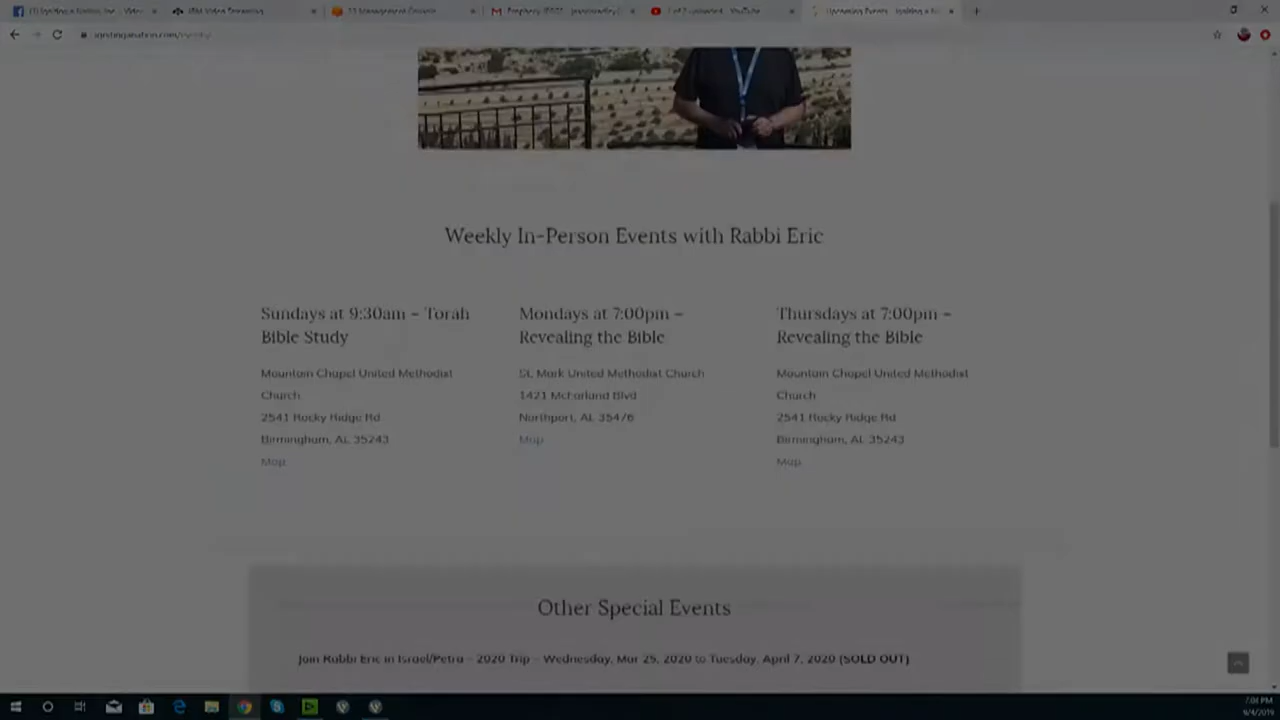 Weekly In-Person Events with Rabbi Eric
Sundays at 9:30am – Torah
Bible Study
Mountain Chapel United Methodist
Church
2541 Rocky Ridge Rd
Birmingham, AL 35243
Map
Mondays at 7:00pm –
Revealing the Bible
St. Mark United Methodist Church
1421 McFarland Blvd
Northport, AL 35476
Map
Thursdays at 7:00pm –
Revealing the Bible
Mountain Chapel United Methodist
Church
2541 Rocky Ridge Rd
Birmingham, AL 35243
Map
Other Special Events
Join Rabbi Eric in Israel/Petra – 2020 Trip – Wednesday, Mar 25, 2020 to Tuesday, April 7, 2020 (SOLD OUT)